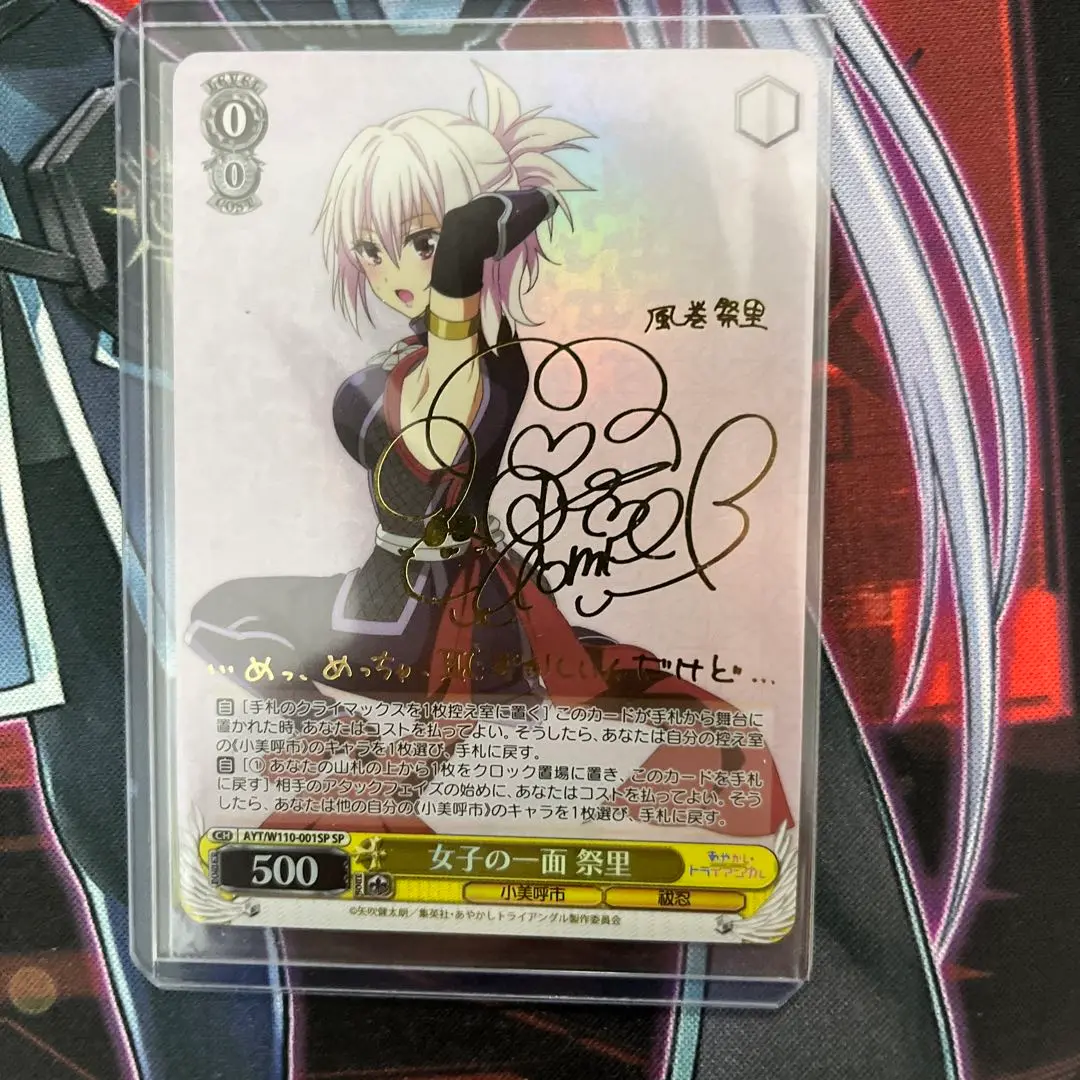 LEVEL
0
0
COST
風巻祭里
…めっ、めっちゃ、恥ずかしいんだけど…
自［手札のクライマックスを1枚控え室に置く］このカードが手札から舞台に
置かれた時、あなたはコストを払ってよい。そうしたら、あなたは自分の控え室
の《小美呼市》のキャラを1枚選び、手札に戻す。
自［① あなたの山札の上から1枚をクロック置場に置き、このカードを手札
に戻す］相手のアタックフェイズの始めに、あなたはコストを払ってよい。そう
したら、あなたは他の自分の《小美呼市》のキャラを1枚選び、手札に戻す。
CH AYT/W110-001SP SP
500
女子の一面 祭里
あやかし
トライアングル
小美呼市 祓忍
©矢吹健太朗／集英社・あやかしトライアングル製作委員会